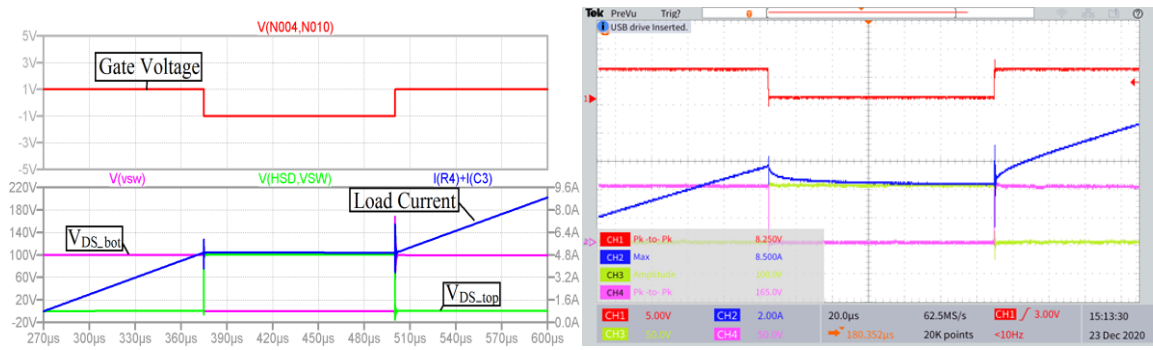 V(N004,N010)
5V
3V
1V
-1V
-3V
-5V
Gate Voltage
V(vsw) V(HSD,VSW) I(R4)+I(C3)
220V
180V
140V
100V
60V
20V
-20V
9.6A
8.0A
6.4A
4.8A
3.2A
1.6A
0.0A
Load Current
VDS_bot
VDS_top
270µs 300µs 330µs 360µs 390µs 420µs 450µs 480µs 510µs 540µs 570µs 600µs
Tek PreVu Trig?
USB drive Inserted.
1
2
CH1 Pk -to- Pk 8.250V
CH2 Max 8.500A
CH3 Amplitude 100.0V
CH4 Pk -to- Pk 165.0V
CH1 5.00V CH2 2.00A 20.0µs 62.5MS/s CH1 3.00V 15:13:30
CH3 50.0V CH4 50.0V 180.352µs 20K points <10Hz 23 Dec 2020